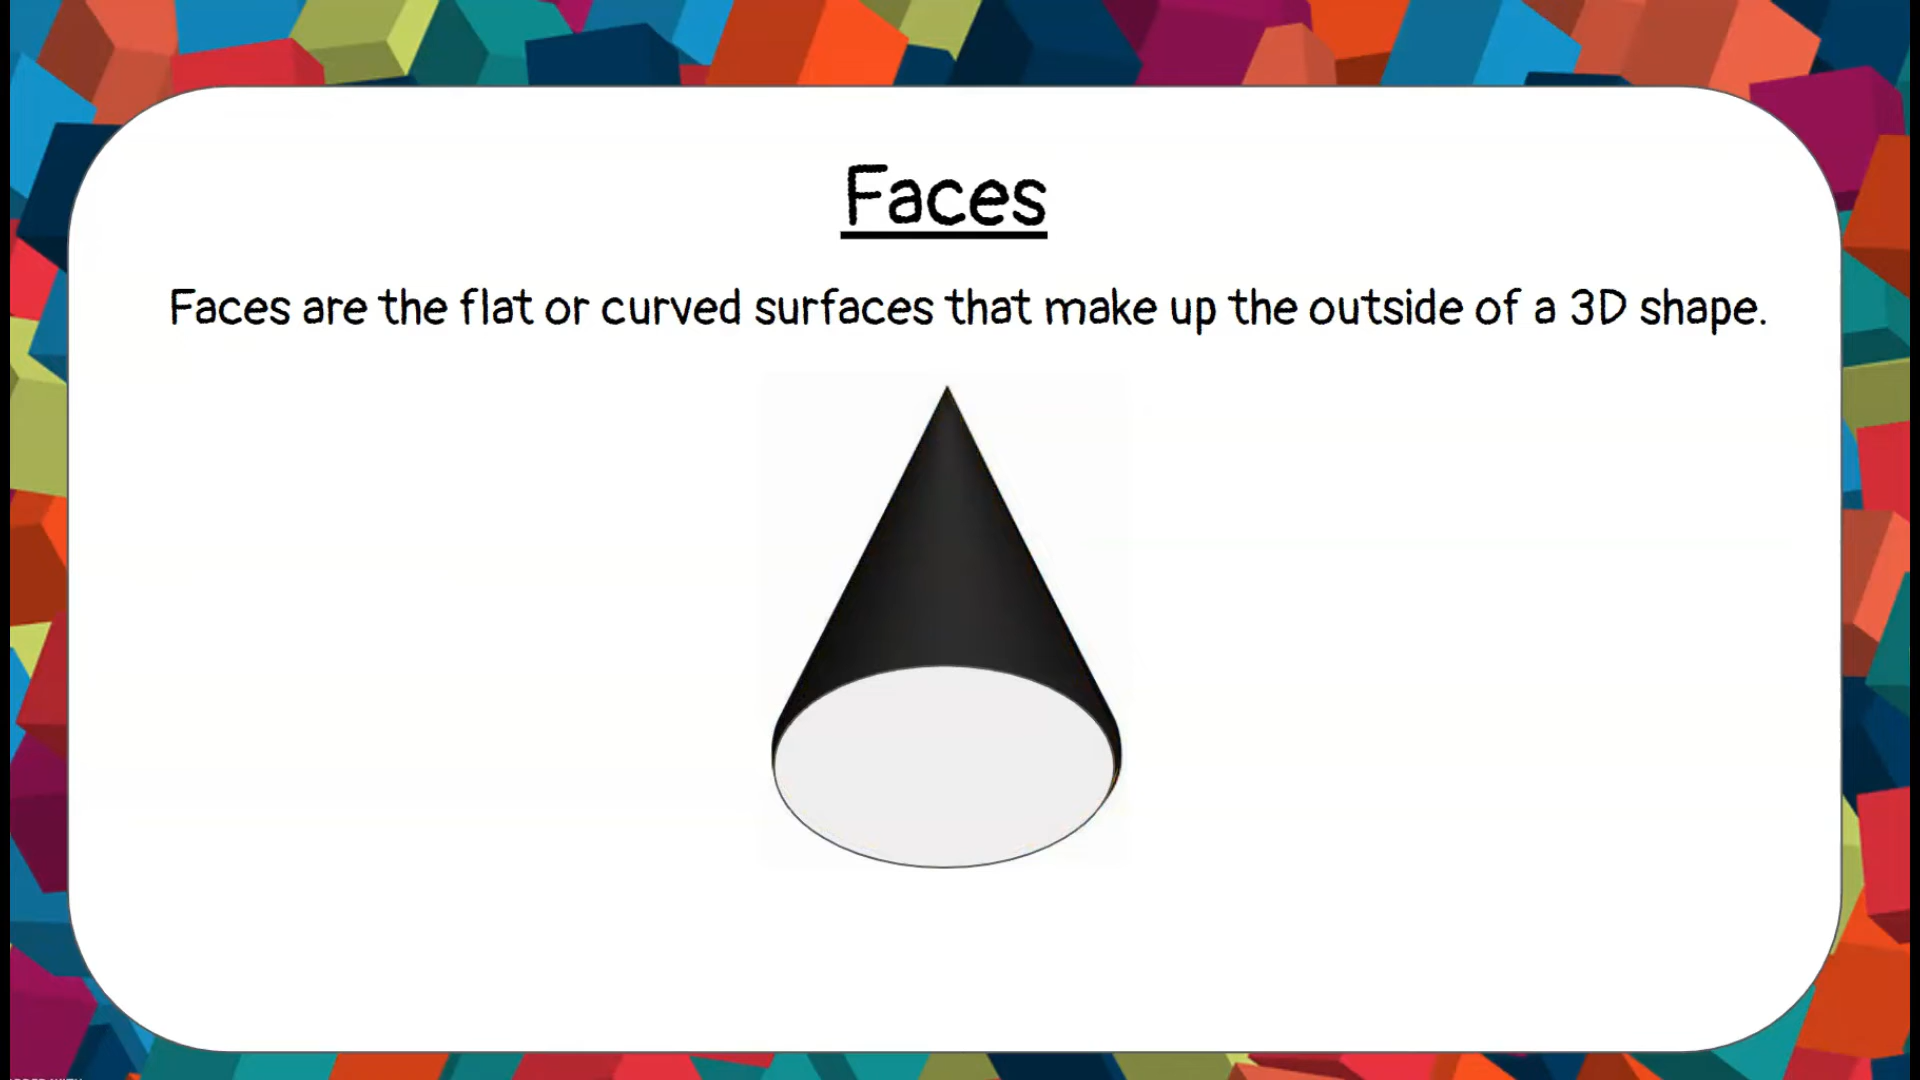 Faces
Faces are the flat or curved surfaces that make up the outside of a 3D shape.